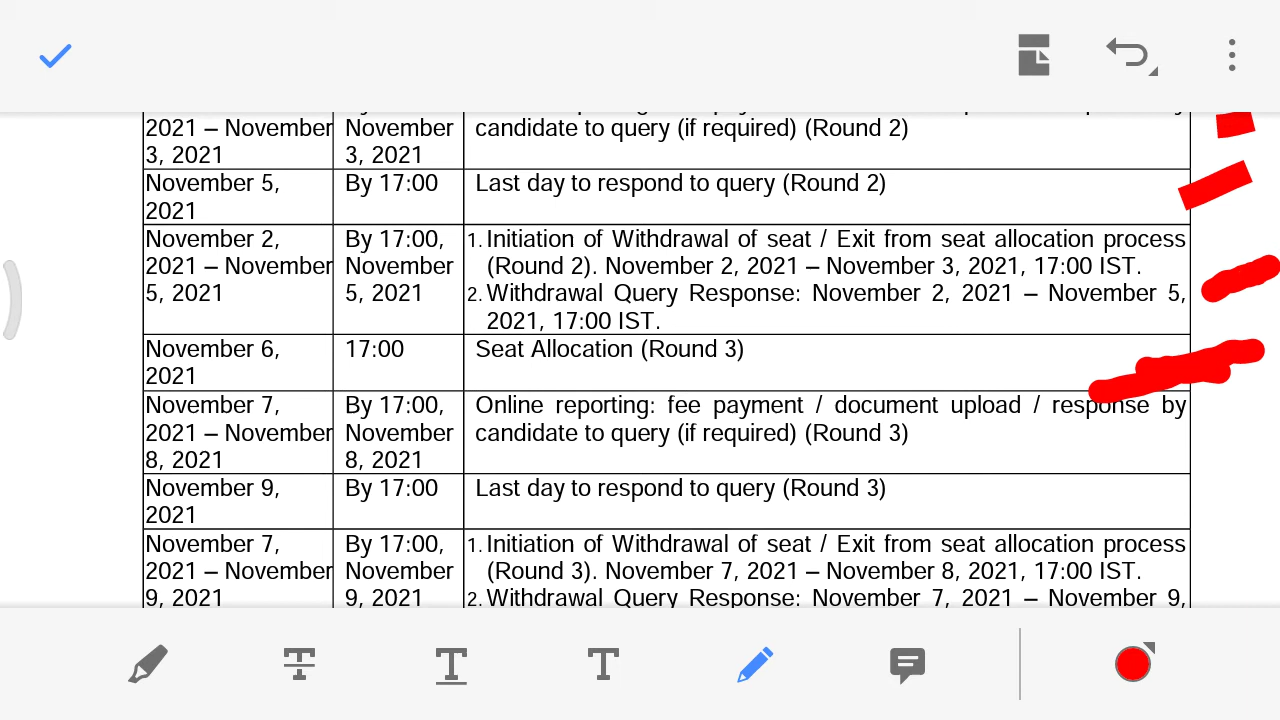 2021 – November
November
candidate to query (if required) (Round 2)
3, 2021
3, 2021
November 5,
By 17:00
Last day to respond to query (Round 2)
2021
November 2,
By 17:00,
1. Initiation of Withdrawal of seat / Exit from seat allocation process
2021 – November
November
(Round 2). November 2, 2021 – November 3, 2021, 17:00 IST.
5, 2021
5, 2021
2. Withdrawal Query Response: November 2, 2021 – November 5,
2021, 17:00 IST.
November 6,
17:00
Seat Allocation (Round 3)
2021
November 7,
By 17:00,
Online reporting: fee payment / document upload / response by
2021 – November
November
candidate to query (if required) (Round 3)
8, 2021
8, 2021
November 9,
By 17:00
Last day to respond to query (Round 3)
2021
November 7,
By 17:00,
1. Initiation of Withdrawal of seat / Exit from seat allocation process
2021 – November
November
(Round 3). November 7, 2021 – November 8, 2021, 17:00 IST.
9, 2021
9, 2021
2. Withdrawal Query Response: November 7, 2021 – November 9,